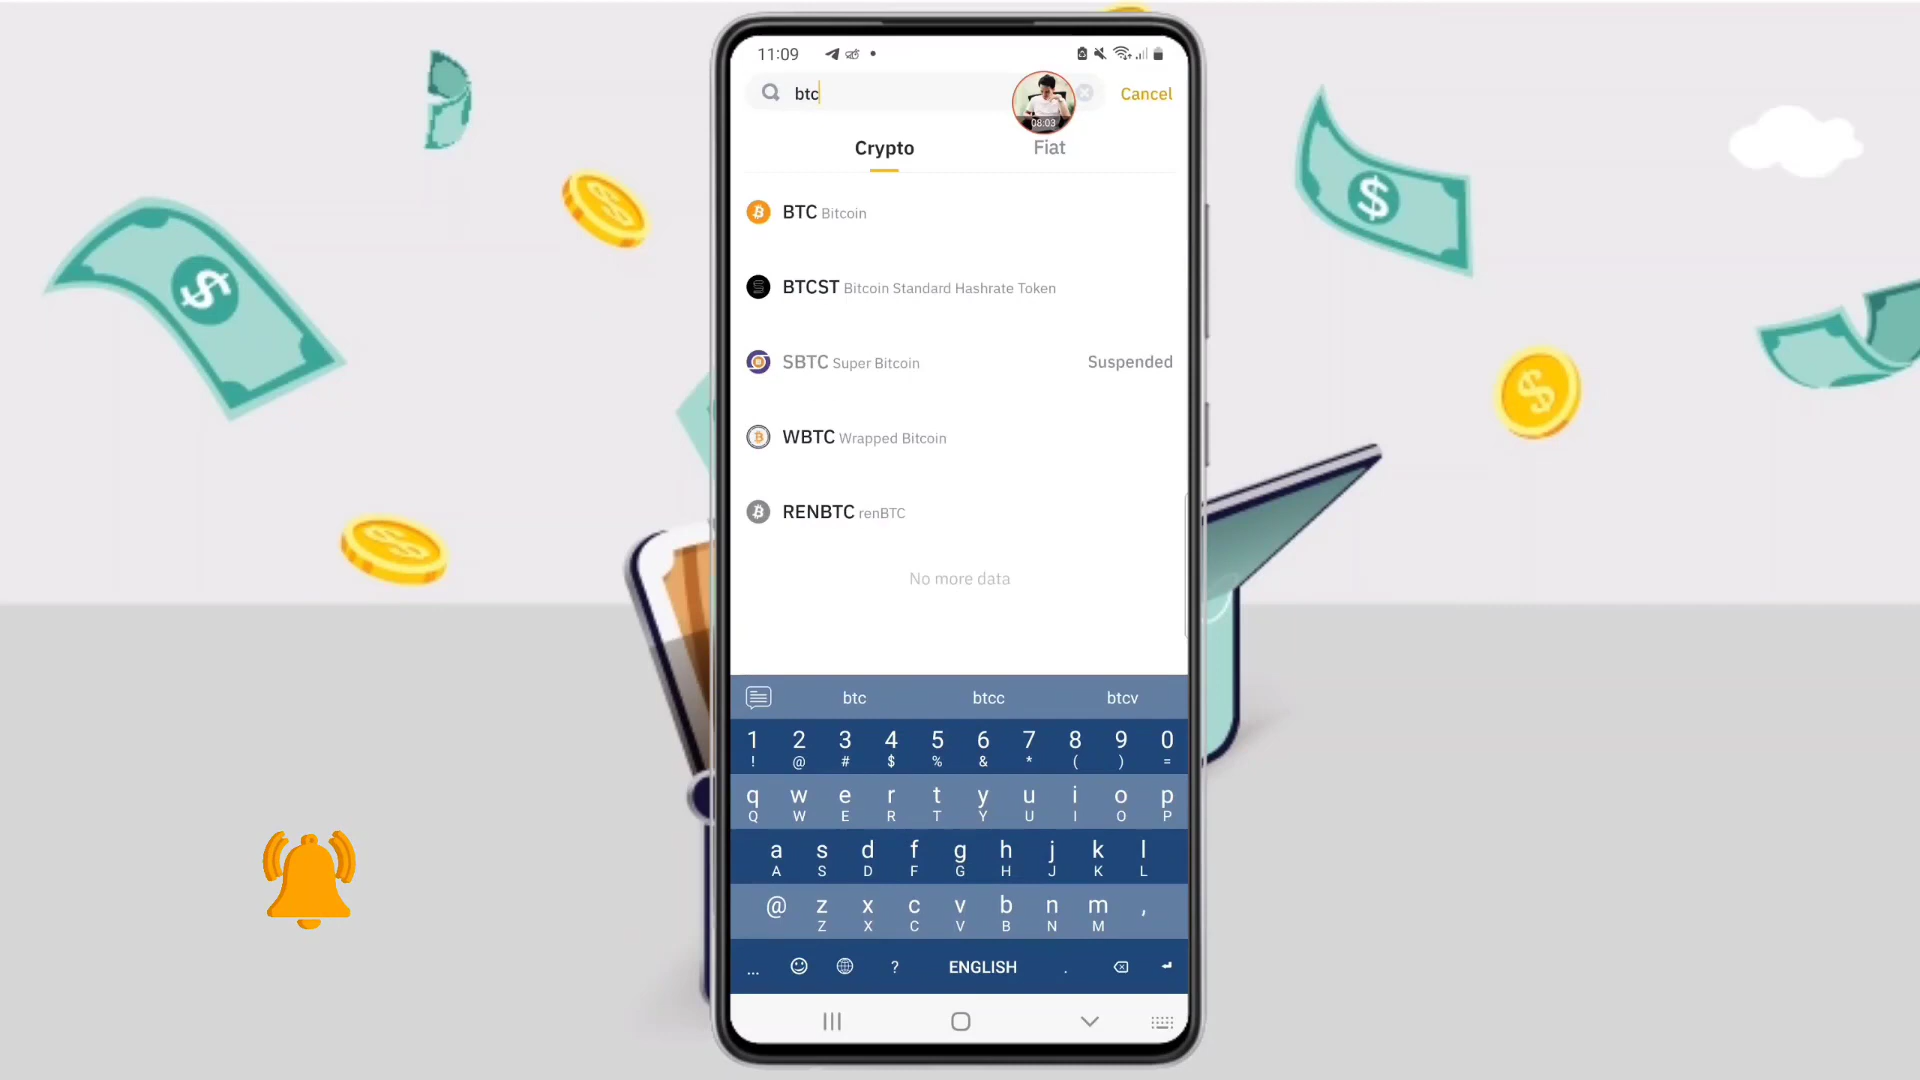 11:09
btc
08:03
Cancel
Crypto
Fiat
BTC Bitcoin
BTCST Bitcoin Standard Hashrate Token
SBTC Super Bitcoin
Suspended
WBTC Wrapped Bitcoin
RENBTC renBTC
No more data
btc btcc btcv
1 2 3 4 5 6 7 8 9 0
! @ # $ % & * ( ) =
q w e r t y u i o p
Q W E R T Y U I O P
a s d f g h j k l
A S D F G H J K L
@ z x c v b n m ,
Z X C V B N M
... ? ENGLISH .